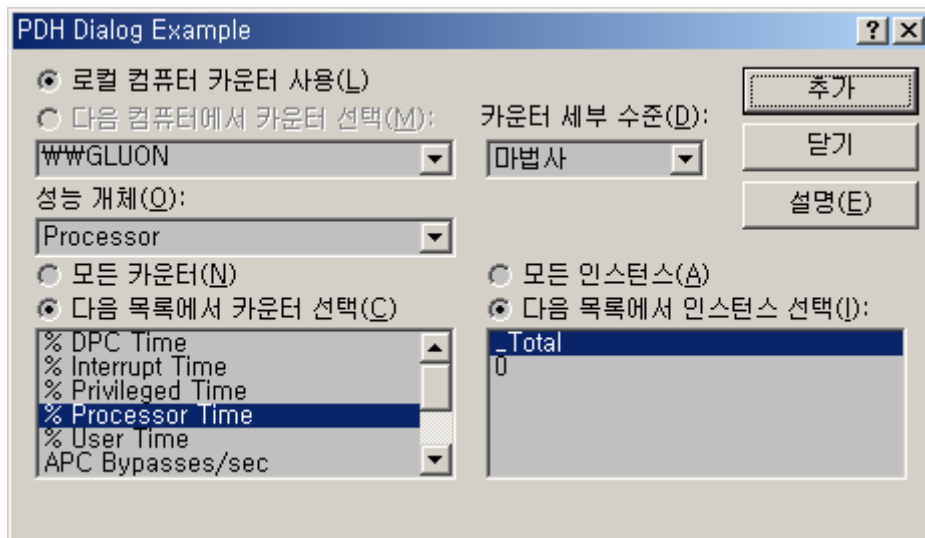 PDH Dialog Example
로컬 컴퓨터 카운터 사용(L)
다음 컴퓨터에서 카운터 선택(M):
₩₩GLUON
카운터 세부 수준(D):
마법사
추가
닫기
설명(E)
성능 개체(O):
Processor
모든 카운터(N)
다음 목록에서 카운터 선택(C)
% DPC Time
% Interrupt Time
% Privileged Time
% Processor Time
% User Time
APC Bypasses/sec
모든 인스턴스(A)
다음 목록에서 인스턴스 선택(I):
_Total
0